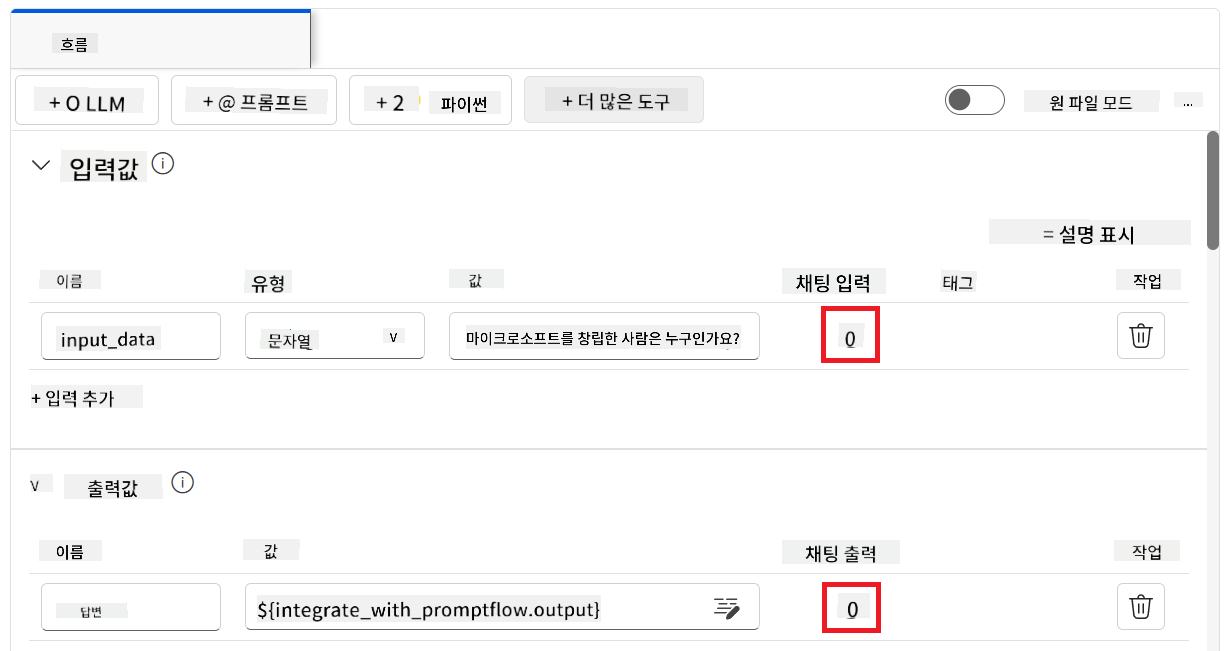 흐름
+ O LLM
+ @ 프롬프트
+ 2 파이썬
+ 더 많은 도구
원 파일 모드
...
입력값
= 설명 표시
이름 유형 값 채팅 입력 태그 작업
input_data 문자열 v 마이크로소프트를 창립한 사람은 누구인가요? 0
+ 입력 추가
v 출력값
이름 값 채팅 출력 작업
답변 ${integrate_with_promptflow.output} 0